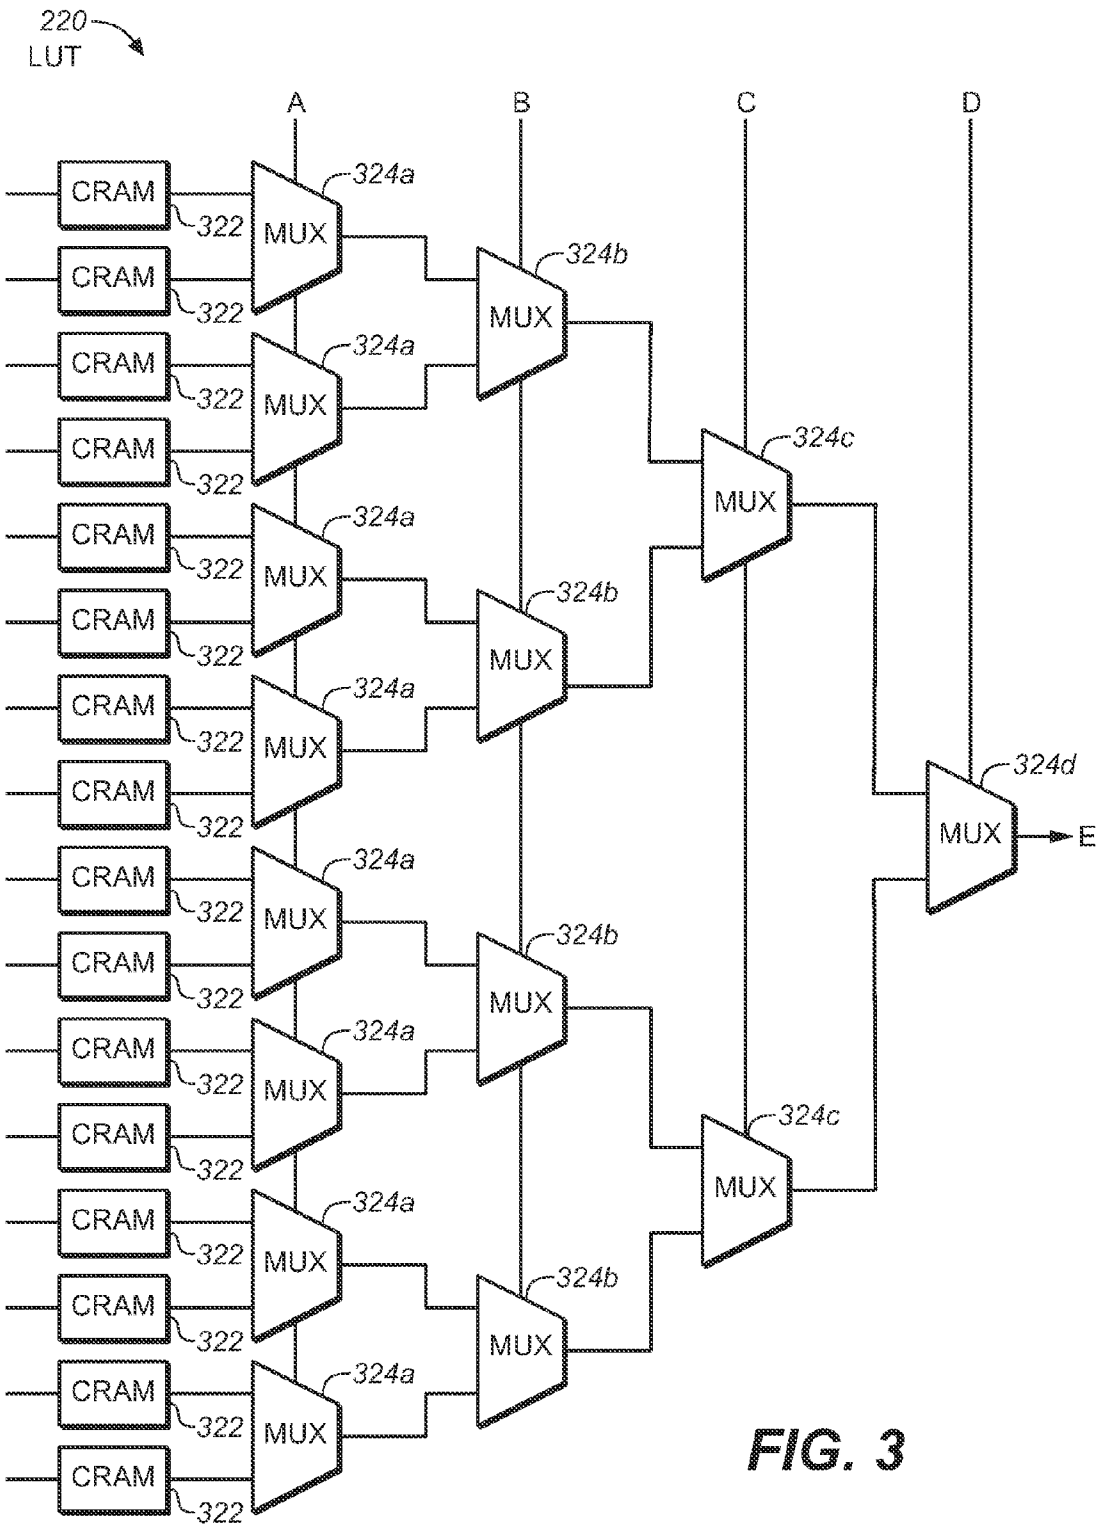 220
LUT
A B C D
CRAM 324a
322 MUX
324b
CRAM
322 MUX
CRAM 324a
322 MUX
CRAM 324c
322
CRAM 324a MUX
322 MUX
CRAM 324b
322 MUX
CRAM 324a
322 MUX
CRAM 324d
322 MUX E
CRAM 324a
322 MUX
CRAM 324b
322 MUX
CRAM 324a
322 MUX
CRAM 324c
322
CRAM 324a MUX
322 MUX
CRAM 324b
322 MUX
CRAM 324a
322 MUX
CRAM FIG. 3
322